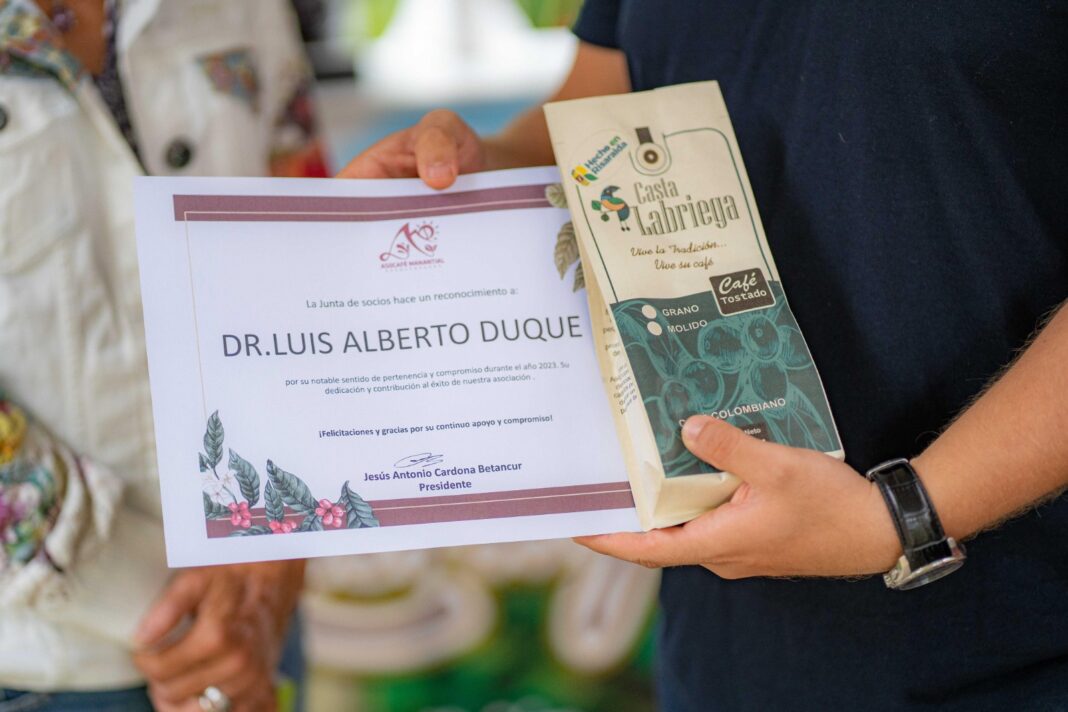 ASOCAFÉ MANANTIAL
La Junta de socios hace un reconocimiento a:
DR.LUIS ALBERTO DUQUE
por su notable sentido de pertenencia y compromiso durante el año 2023. Su
dedicación y contribución al éxito de nuestra asociación .
¡Felicitaciones y gracias por su continuo apoyo y compromiso!
Jesús Antonio Cardona Betancur
Presidente
Hecho en
Risaralda
Casta
Labriega
Vive la Tradición...
Vive su café
Café
Tostado
GRANO
MOLIDO
COLOMBIANO
Neto